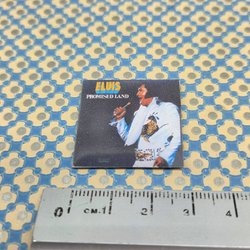 ELVIS
PROMISED LAND
0 CM.1 2 3 4